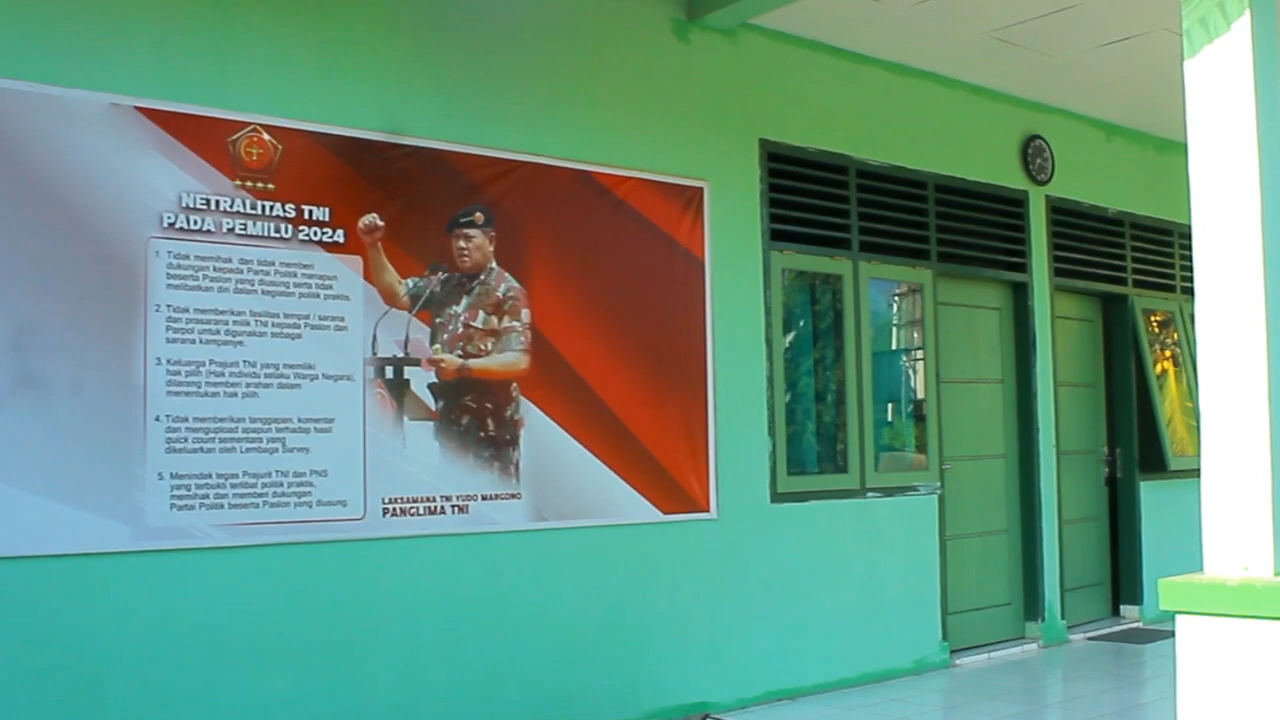 NETRALITAS TNI
PADA PEMILU 2024
1. Tidak memihak dan tidak memberi
dukungan kepada Partai Politik manapun
beserta Paslon yang diusung serta tidak
melibatkan diri dalam kegiatan politik praktis.
2. Tidak memberikan fasilitas tempat / sarana
dan prasarana milik TNI kepada Paslon dan
Parpol untuk digunakan sebagai
sarana kampanye.
3. Keluarga Prajurit TNI yang memiliki
hak pilih (Hak individu selaku Warga Negara),
dilarang memberi arahan dalam
menentukan hak pilih.
4. Tidak memberikan tanggapan, komentar
dan mengupload apapun terhadap hasil
quick count sementara yang
dikeluarkan oleh Lembaga Survey.
5. Menindak tegas Prajurit TNI dan PNS
yang terbukti terlibat politik praktis,
memihak dan memberi dukungan
Partai Politik beserta Paslon yang diusung.
LAKSAMANA TNI YUDO MARGONO
PANGLIMA TNI